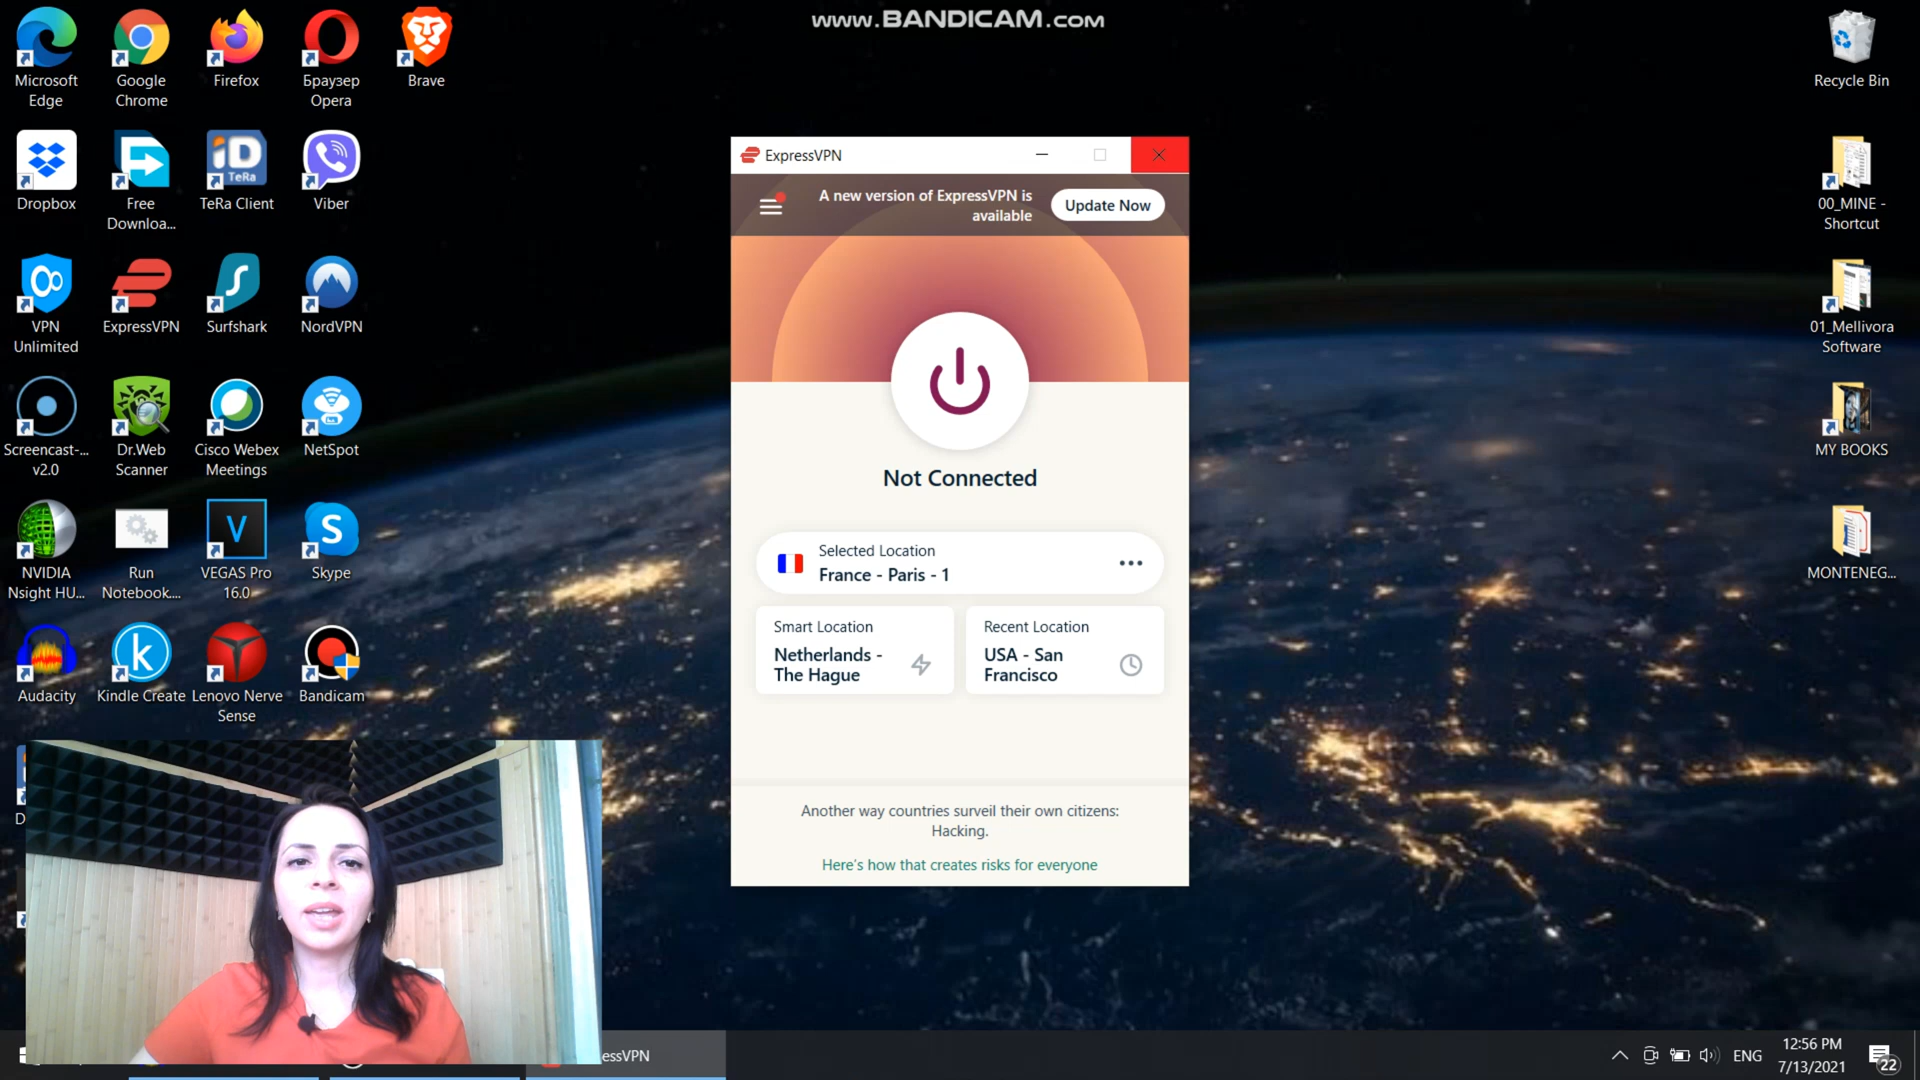 www.BANDICAM.com
Microsoft
Edge
Google
Chrome
Firefox
Браузер
Opera
Brave
Recycle Bin
Dropbox
Free
Downloa...
iD
TeRa
TeRa Client
Viber
00_MINE -
Shortcut
VPN
Unlimited
ExpressVPN
Surfshark
NordVPN
01_Mellivora
Software
Screencast-...
v2.0
Dr.Web
Scanner
Cisco Webex
Meetings
NetSpot
MY BOOKS
NVIDIA
Nsight HU...
Run
Notebook....
VEGAS Pro
16.0
Skype
MONTENEG...
Audacity
Kindle Create
Lenovo Nerve
Sense
Bandicam
ExpressVPN
A new version of ExpressVPN is
available
Update Now
Not Connected
Selected Location
France - Paris - 1
Smart Location
Netherlands -
The Hague
Recent Location
USA - San
Francisco
Another way countries surveil their own citizens:
Hacking.
Here's how that creates risks for everyone
essVPN
ENG
12:56 PM
7/13/2021
22